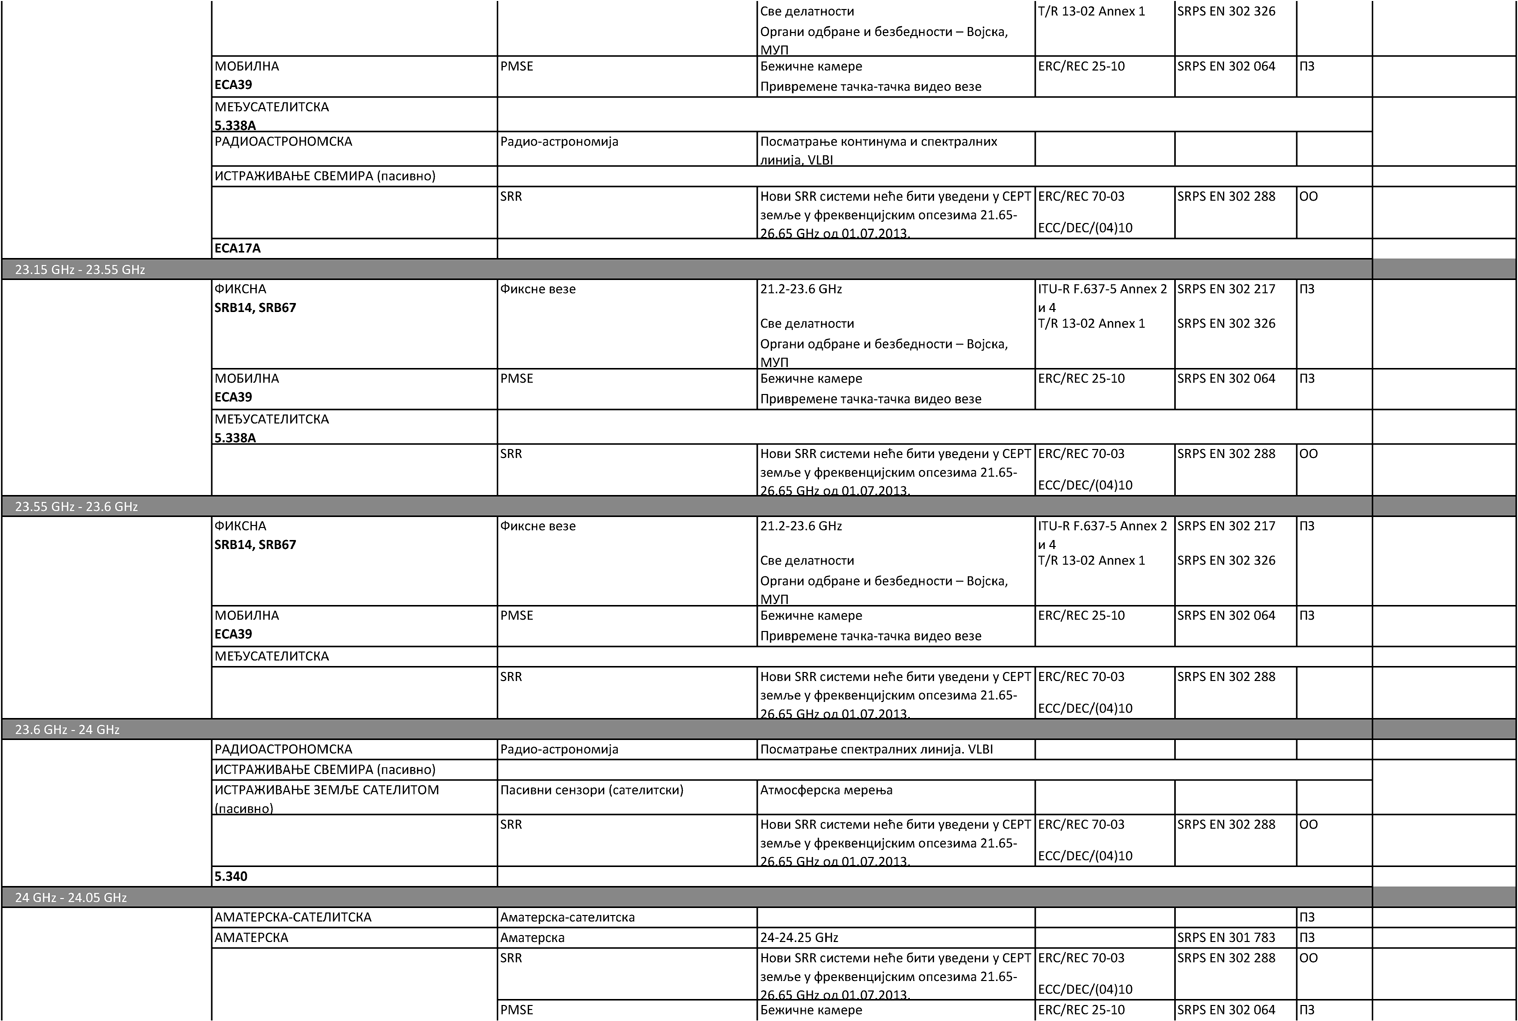 Све делатности T/R 13-02 Annex 1 SRPS EN 302 326
Органи одбране и безбедности – Војска,
МУП
МОБИЛНА PMSE Бежичне камере ERC/REC 25-10 SRPS EN 302 064 ПЗ
ECA39 Привремене тачка-тачка видео везе
МЕЂУСАТЕЛИТСКА
5.338A
РАДИОАСТРОНОМСКА Радио-астрономија Посматрање континума и спектралних
линија, VLBI
ИСТРАЖИВАЊЕ СВЕМИРА (пасивно)
SRR Нови SRR системи неће бити уведени у CEPT ERC/REC 70-03 SRPS EN 302 288 ОО
земље у фреквенцијским опсезима 21.65-
26.65 GHz од 01.07.2013. ECC/DEC/(04)10
ECA17A
23.15 GHz - 23.55 GHz
ФИКСНА Фиксне везе 21.2-23.6 GHz ITU-R F.637-5 Annex 2 SRPS EN 302 217 ПЗ
SRB14, SRB67 и 4
Све делатности T/R 13-02 Annex 1 SRPS EN 302 326
Органи одбране и безбедности – Војска,
МУП
МОБИЛНА PMSE Бежичне камере ERC/REC 25-10 SRPS EN 302 064 ПЗ
ECA39 Привремене тачка-тачка видео везе
МЕЂУСАТЕЛИТСКА
5.338A
SRR Нови SRR системи неће бити уведени у CEPT ERC/REC 70-03 SRPS EN 302 288 ОО
земље у фреквенцијским опсезима 21.65-
26.65 GHz од 01.07.2013. ECC/DEC/(04)10
23.55 GHz - 23.6 GHz
ФИКСНА Фиксне везе 21.2-23.6 GHz ITU-R F.637-5 Annex 2 SRPS EN 302 217 ПЗ
SRB14, SRB67 и 4
Све делатности T/R 13-02 Annex 1 SRPS EN 302 326
Органи одбране и безбедности – Војска,
МУП
МОБИЛНА PMSE Бежичне камере ERC/REC 25-10 SRPS EN 302 064 ПЗ
ECA39 Привремене тачка-тачка видео везе
МЕЂУСАТЕЛИТСКА
SRR Нови SRR системи неће бити уведени у CEPT ERC/REC 70-03 SRPS EN 302 288
земље у фреквенцијским опсезима 21.65-
26.65 GHz од 01.07.2013. ECC/DEC/(04)10
23.6 GHz - 24 GHz
РАДИОАСТРОНОМСКА Радио-астрономија Посматрање спектралних линија. VLBI
ИСТРАЖИВАЊЕ СВЕМИРА (пасивно)
ИСТРАЖИВАЊЕ ЗЕМЉЕ САТЕЛИТОМ Пасивни сензори (сателитски) Атмосферска мерења
(пасивно)
SRR Нови SRR системи неће бити уведени у CEPT ERC/REC 70-03 SRPS EN 302 288 ОО
земље у фреквенцијским опсезима 21.65-
26.65 GHz од 01.07.2013. ECC/DEC/(04)10
5.340
24 GHz - 24.05 GHz
АМАТЕРСКА-САТЕЛИТСКА Аматерска-сателитска ПЗ
АМАТЕРСКА Аматерска 24-24.25 GHz SRPS EN 301 783 ПЗ
SRR Нови SRR системи неће бити уведени у CEPT ERC/REC 70-03 SRPS EN 302 288 ОО
земље у фреквенцијским опсезима 21.65-
26.65 GHz од 01.07.2013. ECC/DEC/(04)10
PMSE Бежичне камере ERC/REC 25-10 SRPS EN 302 064 ПЗ